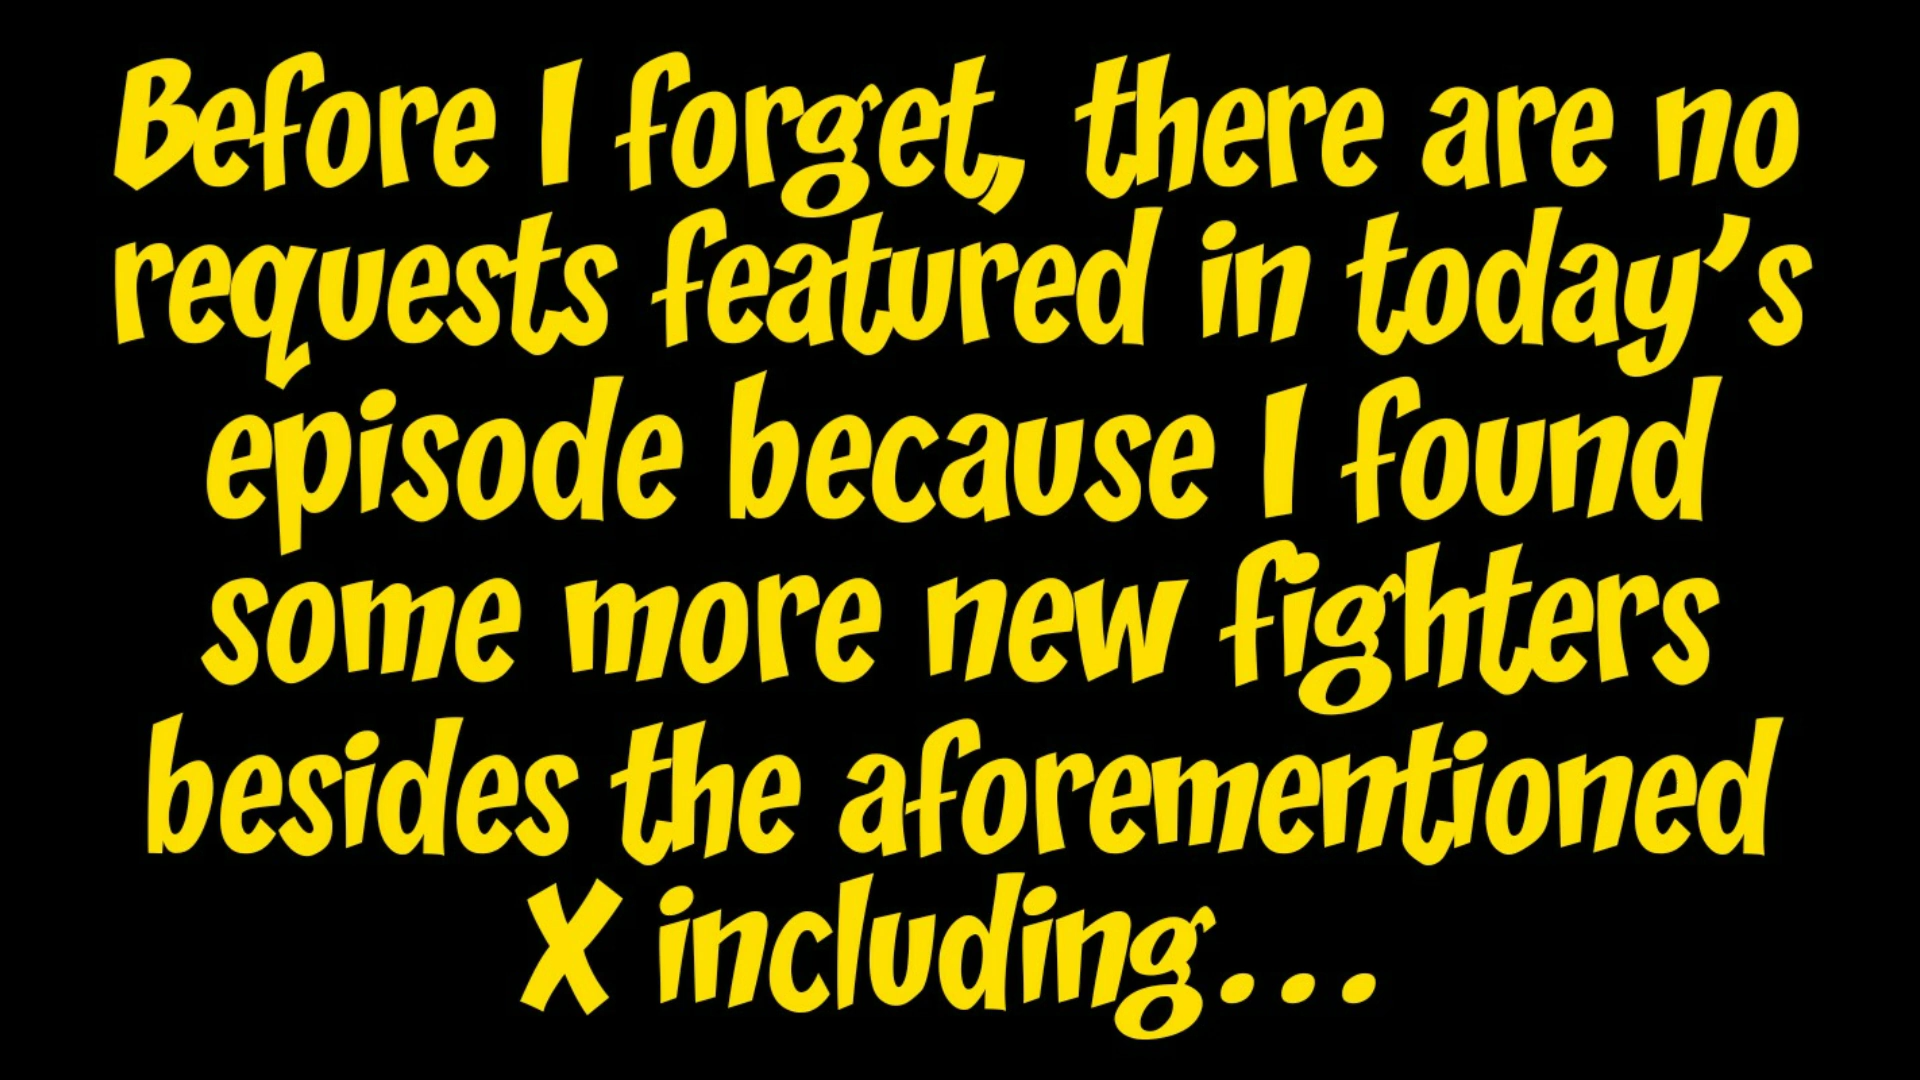 Before I forget, there are no
requests featured in today's
episode because I found
some more new fighters
besides the aforementioned
X including...